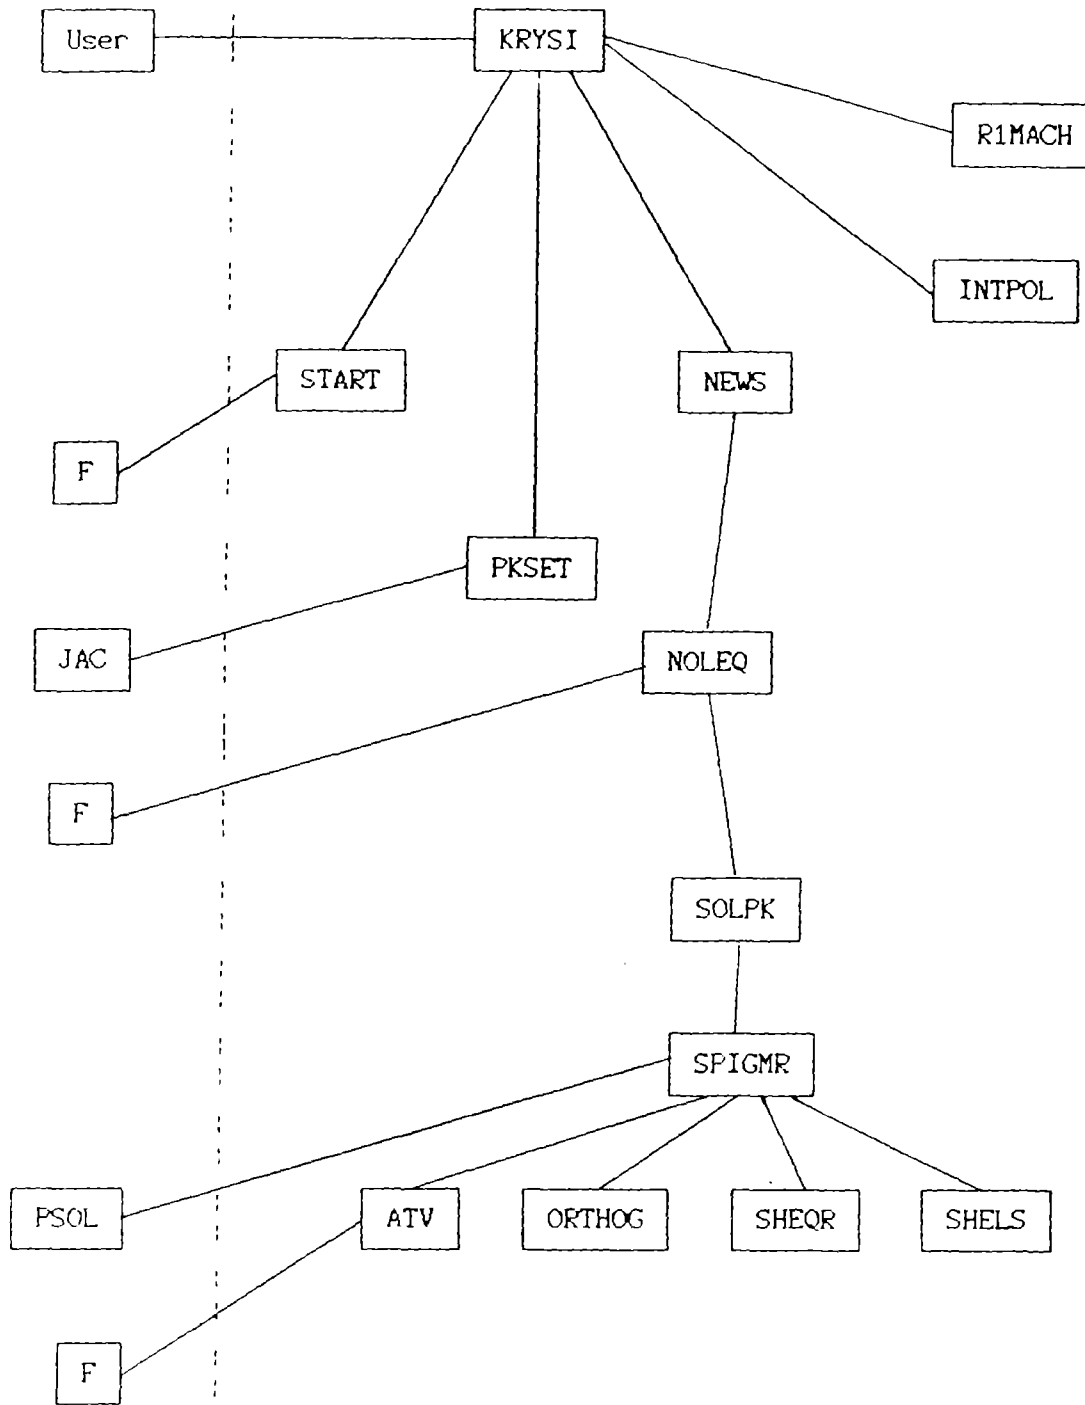 User
KRYSI
R1MACH
INTPOL
START
NEWS
F
PKSET
JAC
NOLEQ
F
SOLPK
SPIGMR
PSOL
ATV
ORTHOG
SHEQR
SHELS
F